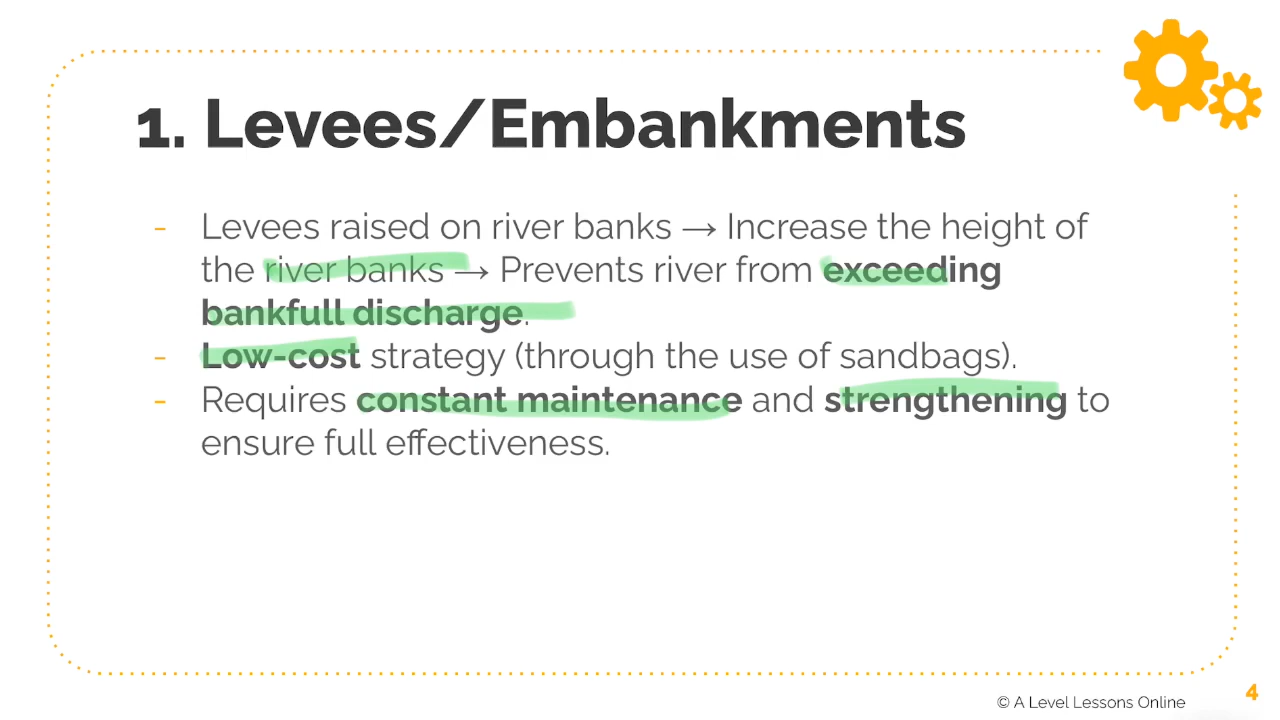 1. Levees/Embankments
- Levees raised on river banks → Increase the height of
the river banks → Prevents river from exceeding
bankfull discharge.
- Low-cost strategy (through the use of sandbags).
- Requires constant maintenance and strengthening to
ensure full effectiveness.
© A Level Lessons Online
4